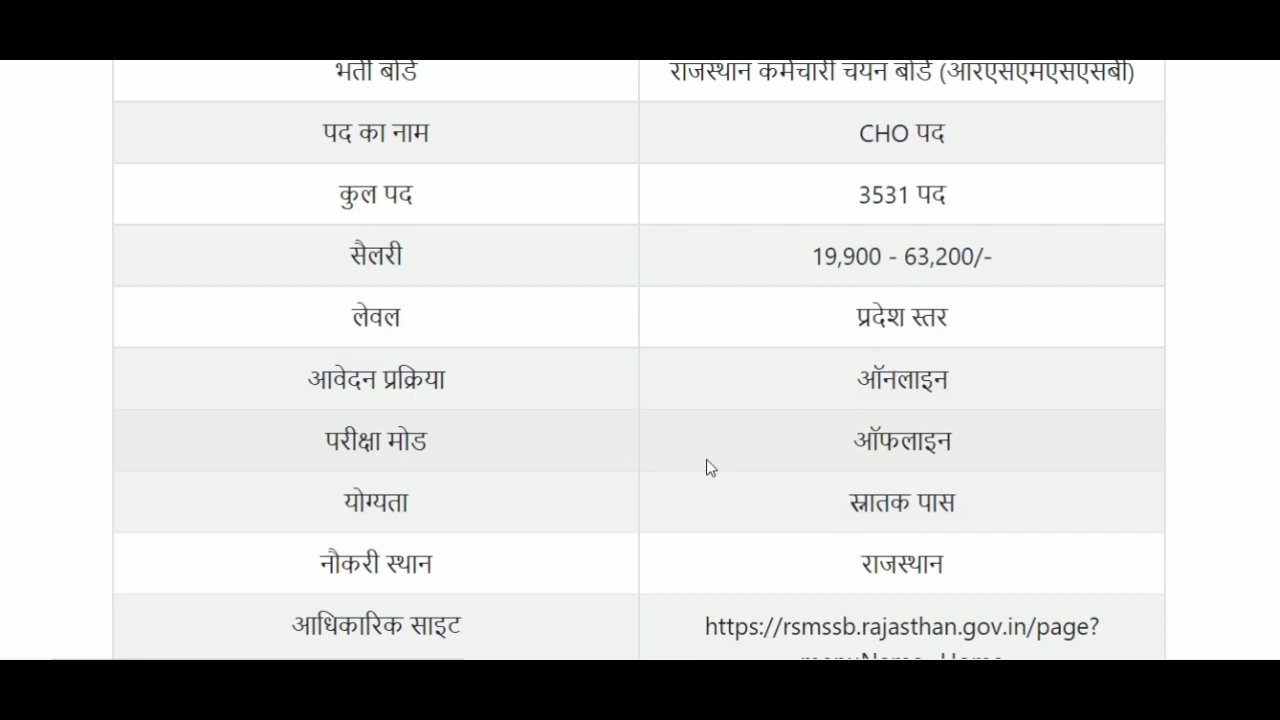 भर्ती बोर्ड राजस्थान कर्मचारी चयन बोर्ड (आरएसएमएसएसबी)
पद का नाम CHO पद
कुल पद 3531 पद
सैलरी 19,900 - 63,200/-
लेवल प्रदेश स्तर
आवेदन प्रक्रिया ऑनलाइन
परीक्षा मोड ऑफलाइन
योग्यता स्नातक पास
नौकरी स्थान राजस्थान
आधिकारिक साइट https://rsmssb.rajasthan.gov.in/page?